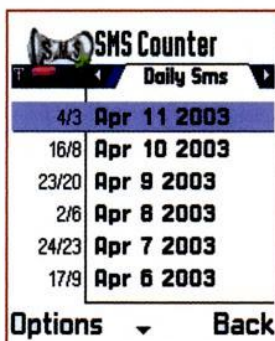 SMS
SMS Counter
Daily Sms
4/3 Apr 11 2003
16/8 Apr 10 2003
23/20 Apr 9 2003
2/6 Apr 8 2003
24/23 Apr 7 2003
17/9 Apr 6 2003
Options Back